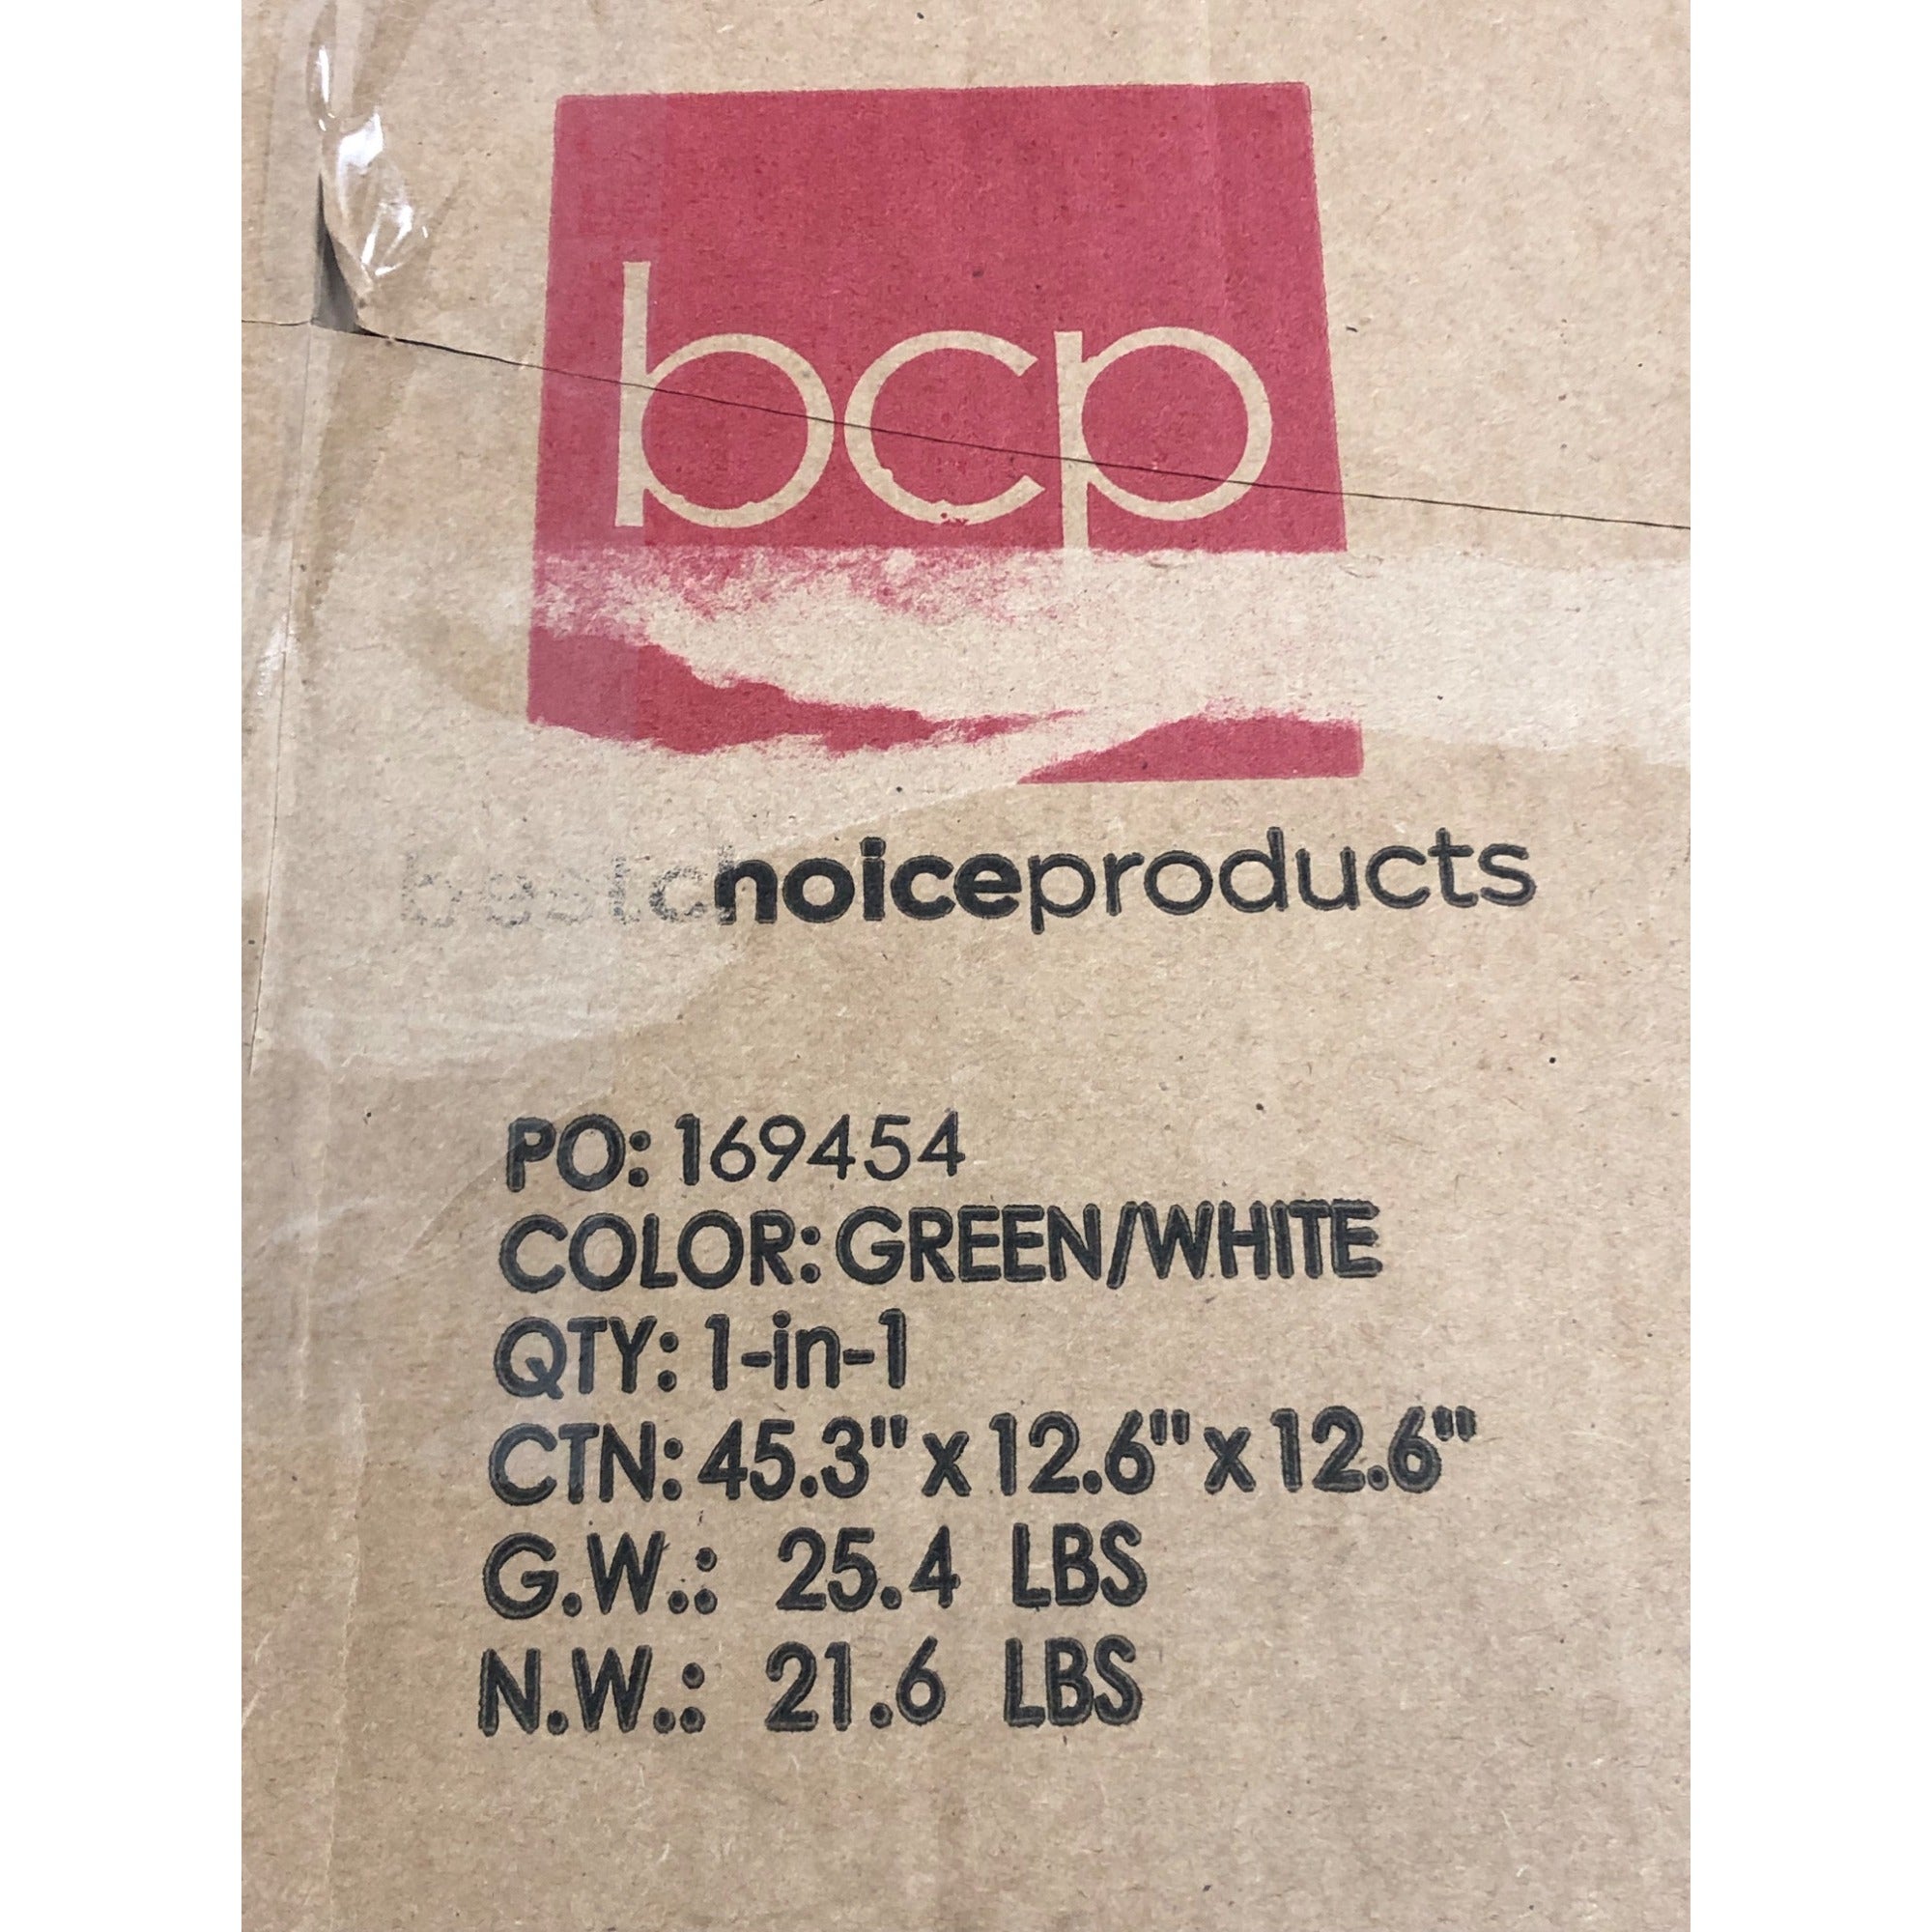 bcp
bestchoiceproducts
PO: 169454
COLOR: GREEN/WHITE
QTY: 1-in-1
CTN: 45.3" x 12.6" x 12.6"
G.W.: 25.4 LBS
N.W.: 21.6 LBS